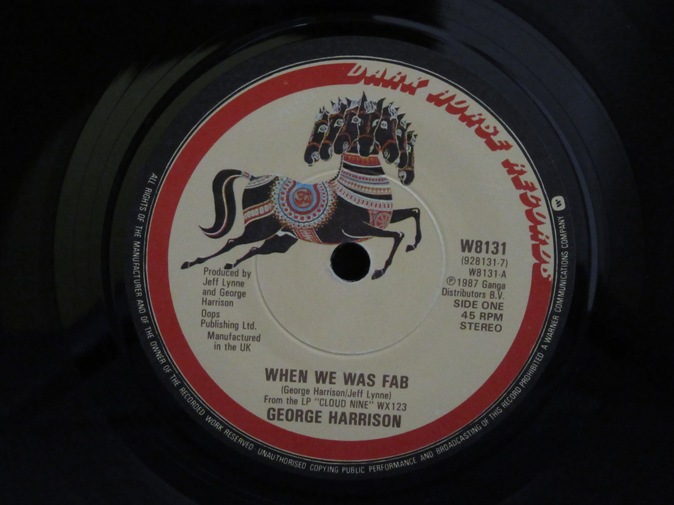 DARK HORSE RECORDS
W8131
(928131-7)
W8131-A
℗1987 Ganga
Distributors B.V.
SIDE ONE
45 RPM
STEREO
Produced by
Jeff Lynne
and George
Harrison
Oops
Publishing Ltd.
Manufactured
in the UK
WHEN WE WAS FAB
(George Harrison/Jeff Lynne)
From the LP "CLOUD NINE" WX123
GEORGE HARRISON
ALL RIGHTS OF THE MANUFACTURER AND OF THE OWNER OF THE RECORDED WORK RESERVED UNAUTHORISED COPYING PUBLIC PERFORMANCE AND BROADCASTING OF THIS RECORD PROHIBITED A WARNER COMMUNICATIONS COMPANY